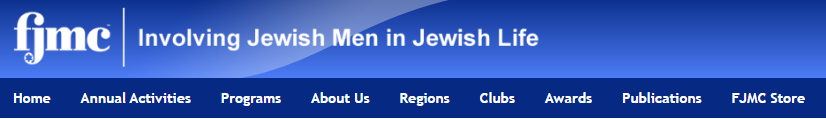 fjmc
Involving Jewish Men in Jewish Life
Home Annual Activities Programs About Us Regions Clubs Awards Publications FJMC Store